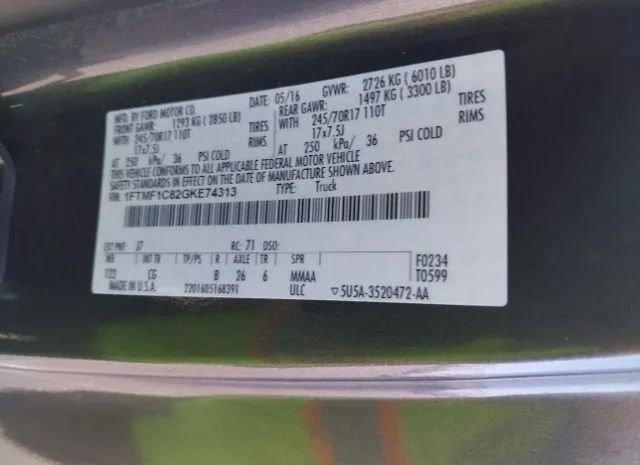 MFD. BY FORD MOTOR CO.
DATE: 05/16 GVWR: 2726 KG ( 6010 LB)
FRONT GAWR: 1293 KG ( 2850 LB) REAR GAWR: 1497 KG ( 3300 LB)
WITH 245/70R17 110T TIRES WITH 245/70R17 110T TIRES
17x7.5J RIMS 17x7.5J RIMS
AT 250 kPa/ 36 PSI COLD AT 250 kPa/ 36 PSI COLD
THIS VEHICLE CONFORMS TO ALL APPLICABLE FEDERAL MOTOR VEHICLE
SAFETY STANDARDS IN EFFECT ON THE DATE OF MANUFACTURE SHOWN ABOVE.
VIN: 1FTMF1C82GKE74313 TYPE: Truck
EXT PNT: J7 RC: 71 DSO:
WB INT TR TP/PS R AXLE TR SPR F0234
122 CG B 26 6 MMAA T0599
MADE IN U.S.A. 2201605168391 ULC ▽5U5A-3520472-AA